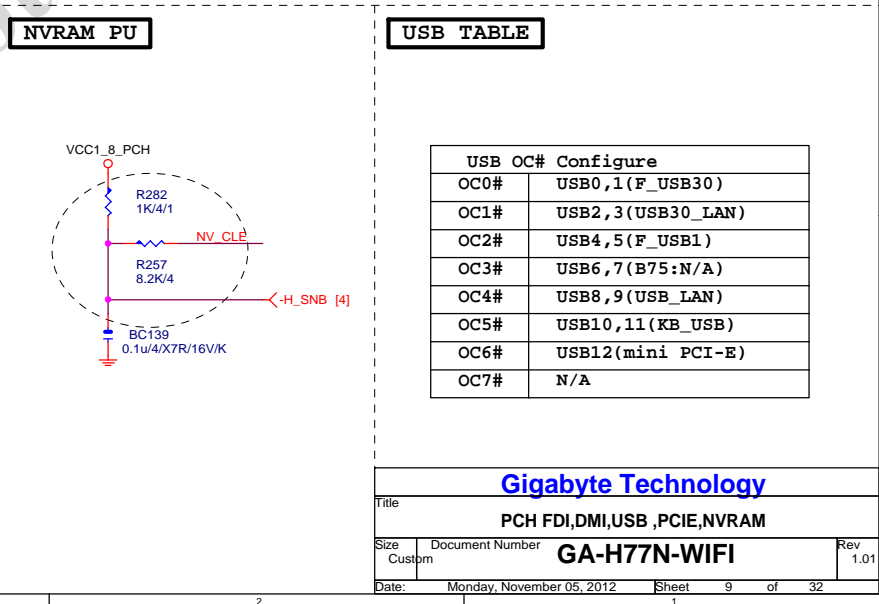 NVRAM PU
USB TABLE
VCC1_8_PCH
R282
1K/4/1
NV_CLE
R257
8.2K/4
-H_SNB [4]
BC139
0.1u/4/X7R/16V/K
USB OC# Configure
OC0# USB0,1(F_USB30)
OC1# USB2,3(USB30_LAN)
OC2# USB4,5(F_USB1)
OC3# USB6,7(B75:N/A)
OC4# USB8,9(USB_LAN)
OC5# USB10,11(KB_USB)
OC6# USB12(mini PCI-E)
OC7# N/A
Gigabyte Technology
Title
PCH FDI,DMI,USB ,PCIE,NVRAM
Size Document Number Rev
Custom GA-H77N-WIFI 1.01
Date: Monday, November 05, 2012 Sheet 9 of 32
2 1